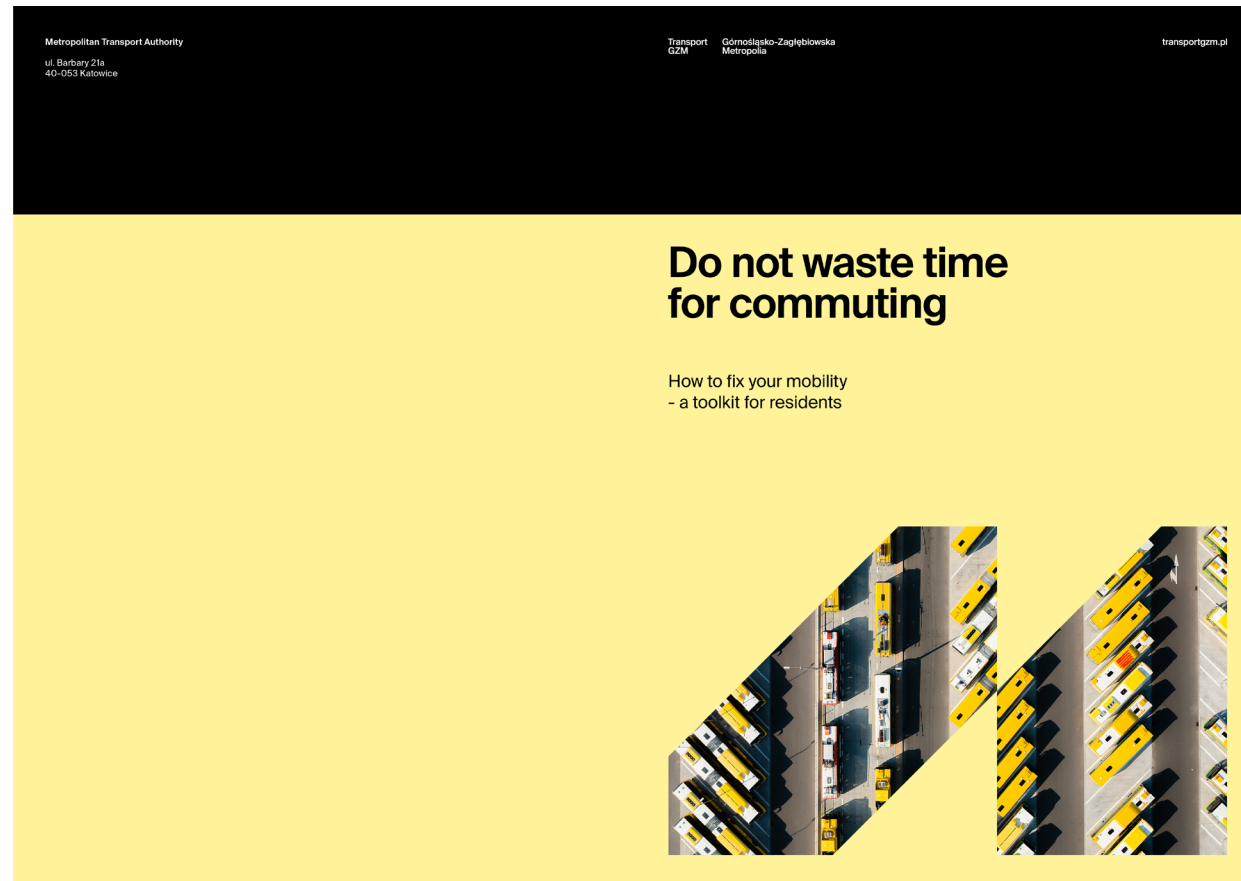 Metropolitan Transport Authority
ul. Barbary 21a
40-053 Katowice
Transport
GZM
Górnośląsko-Zagłębiowska
Metropolia
transportgzm.pl
Do not waste time
for commuting
How to fix your mobility
- a toolkit for residents